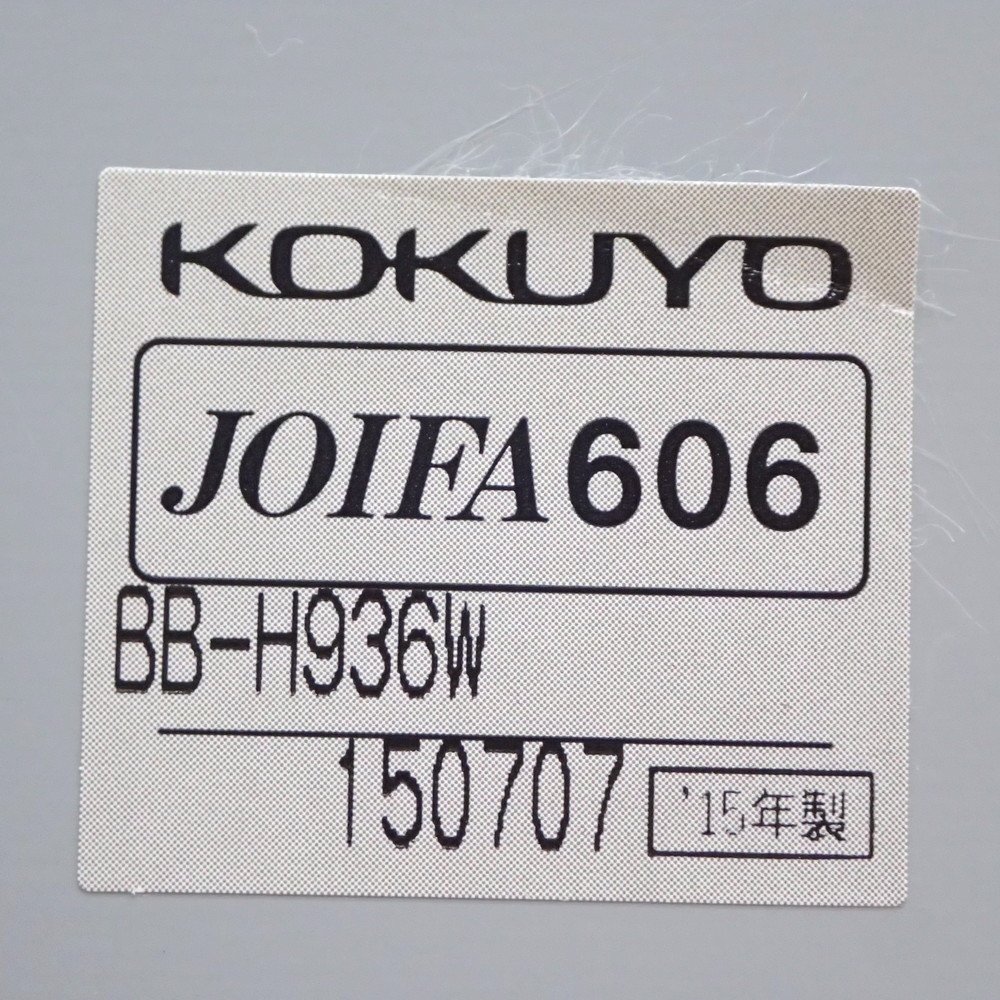 KOKUYO
JOIFA606
BB-H936W
150707
'15年製